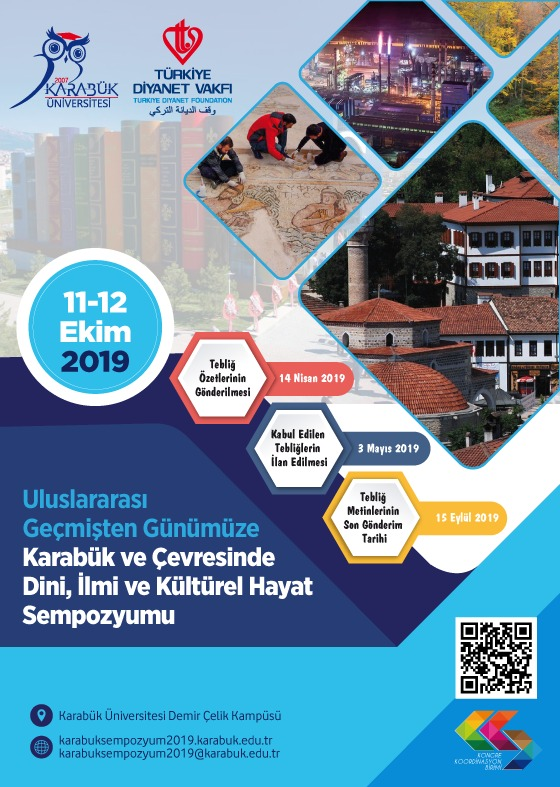 2007
KARABÜK
ÜNİVERSİTESİ
TÜRKİYE
DİYANET VAKFI
TURKIYE DIYANET FOUNDATION
وقف الديانة التركي
11-12
Ekim
2019
Tebliğ
Özetlerinin
Gönderilmesi
14 Nisan 2019
Kabul Edilen
Tebliğlerin
İlan Edilmesi
3 Mayıs 2019
Tebliğ
Metinlerinin
Son Gönderim
Tarihi
15 Eylül 2019
Uluslararası
Geçmişten Günümüze
Karabük ve Çevresinde
Dini, İlmi ve Kültürel Hayat
Sempozyumu
Karabük Üniversitesi Demir Çelik Kampüsü
karabuksempozyum2019.karabuk.edu.tr
karabuksempozyum2019@karabuk.edu.tr
KONGRE
KOORDİNASYON
BİRİMİ